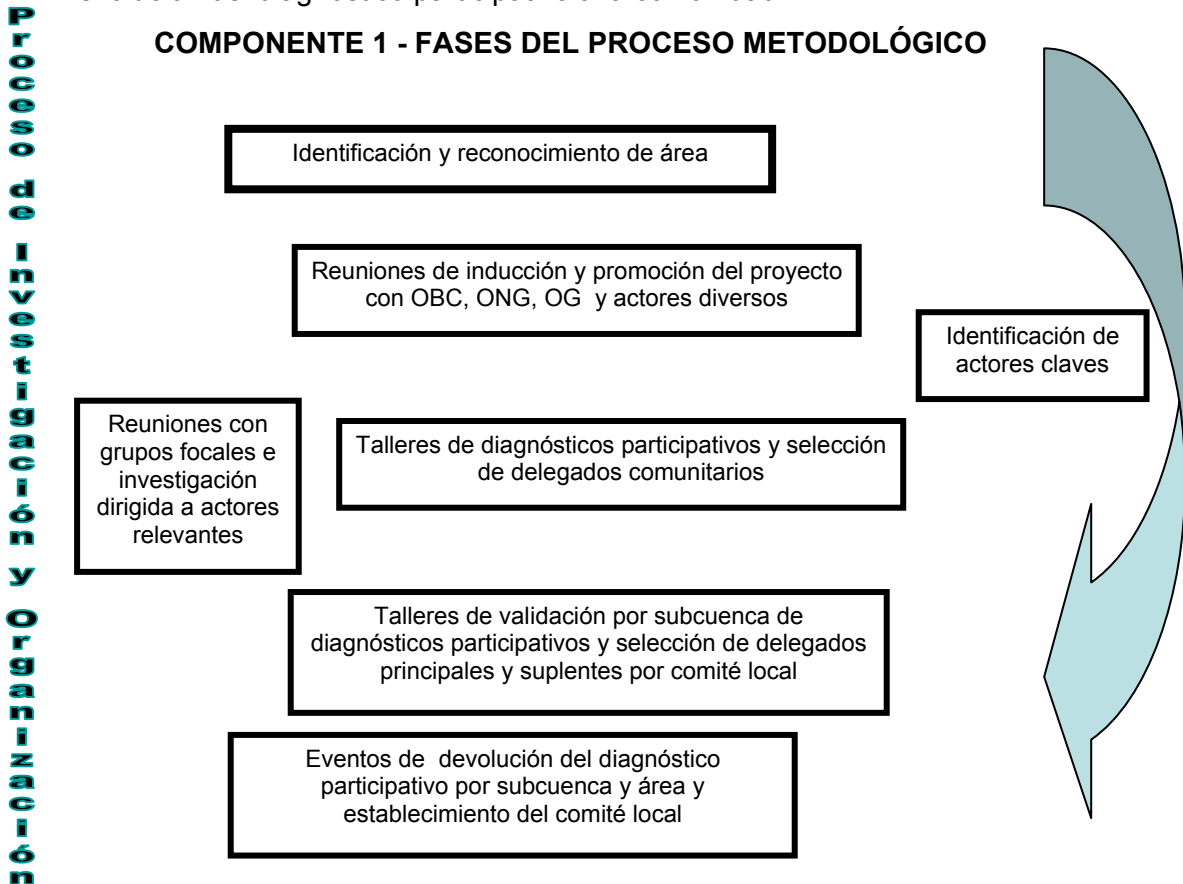 COMPONENTE 1 - FASES DEL PROCESO METODOLÓGICO
Proceso de Investigación y Organización
Identificación y reconocimiento de área
Reuniones de inducción y promoción del proyecto
con OBC, ONG, OG y actores diversos
Identificación de
actores claves
Reuniones con
grupos focales e
investigación
dirigida a actores
relevantes
Talleres de diagnósticos participativos y selección
de delegados comunitarios
Talleres de validación por subcuenca de
diagnósticos participativos y selección de delegados
principales y suplentes por comité local
Eventos de devolución del diagnóstico
participativo por subcuenca y área y
establecimiento del comité local